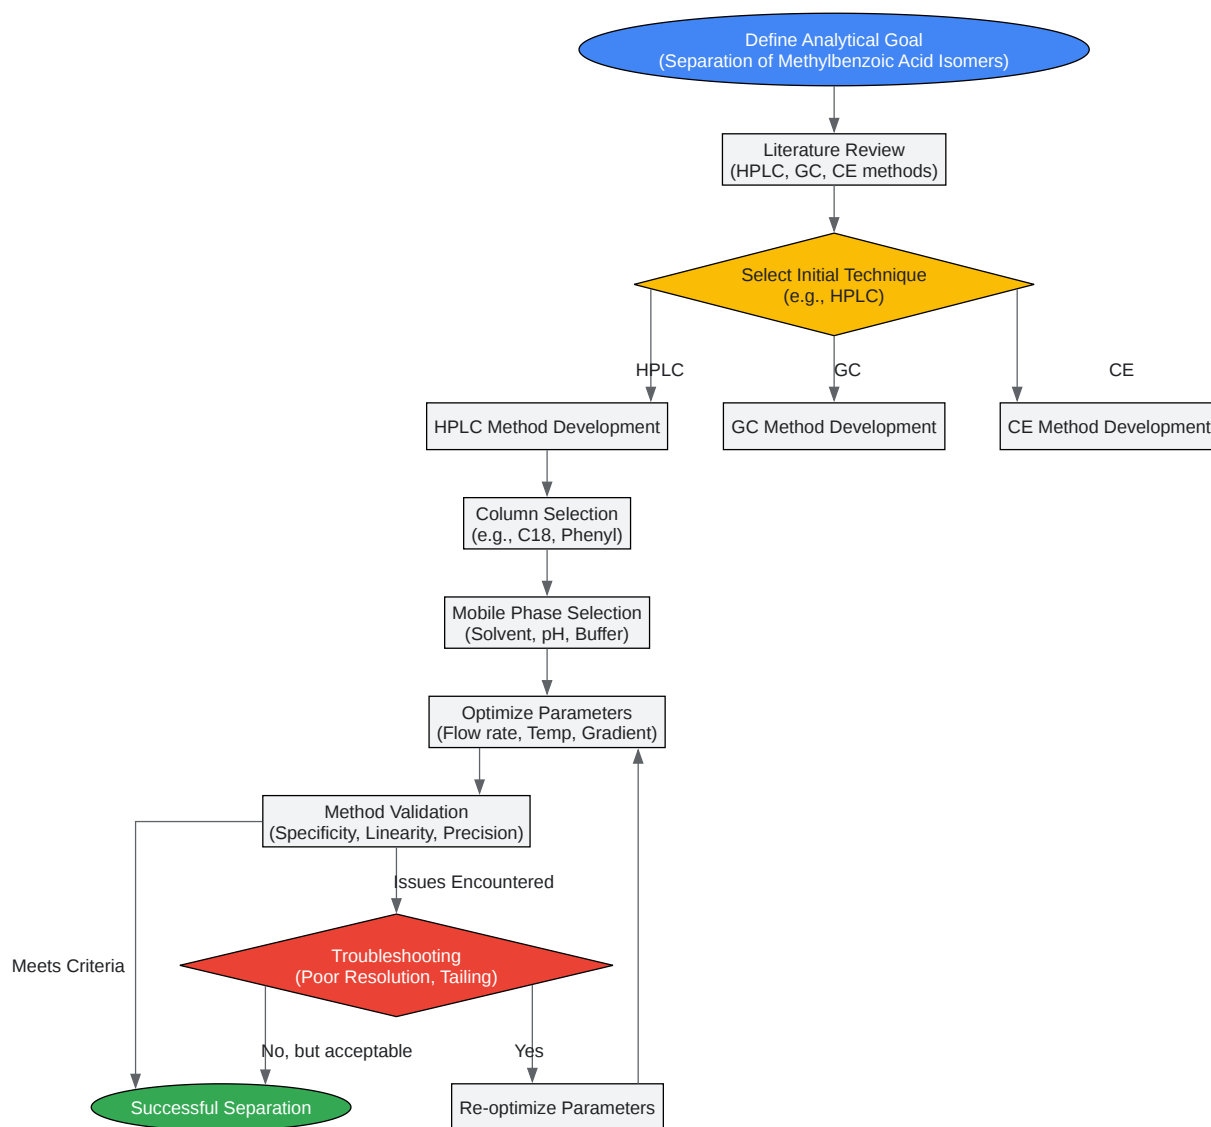 Define Analytical Goal
(Separation of Methylbenzoic Acid Isomers)
Literature Review
(HPLC, GC, CE methods)
Select Initial Technique
(e.g., HPLC)
HPLC
GC
CE
HPLC Method Development
GC Method Development
CE Method Development
Column Selection
(e.g., C18, Phenyl)
Mobile Phase Selection
(Solvent, pH, Buffer)
Optimize Parameters
(Flow rate, Temp, Gradient)
Method Validation
(Specificity, Linearity, Precision)
Issues Encountered
Meets Criteria
Troubleshooting
(Poor Resolution, Tailing)
No, but acceptable
Yes
Successful Separation
Re-optimize Parameters